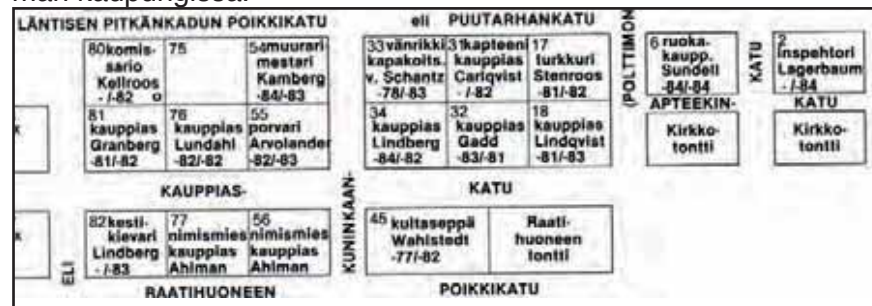 man kaupungissa.
LÄNTISEN PITKÄNKADUN POIKKIKATU eli PUUTARHANKATU
80 komis-
sario
Kellroos
- /-82 o
75
54 muurari-
mestari
Kamberg
-84/-83
33 vänrikki
kapakoits.
v. Schantz
-78/-83
31 kapteeni
kauppias
Carlqvist
- /-82
17
turkkuri
Stenroos
-81/-82
(POLTTIMON
6 ruoka-
kaupp.
Sundell
-84/-84
KATU
2
inspehtori
Lagerbaum
- /-84
81
kauppias
Granberg
-81/-82
76
kauppias
Lundahl
-82/-82
55
porvari
Arvolander
-82/-83
34
kauppias
Lindberg
-84/-82
32
kauppias
Gadd
-83/-81
18
kauppias
Lindqvist
-81/-83
APTEEKIN-
KATU
Kirkko-
tontti
Kirkko-
tontti
KAUPPIAS-
KATU
ELI
82 kesti-
kievari
Lindberg
- /-83
77
nimismies
kauppias
Ahlman
56
nimismies
kauppias
Ahlman
KUNINKAAN-
45 kultaseppä
Wahlstedt
-77/-82
Raati-
huoneen
tontti
RAATIHUONEEN
POIKKIKATU